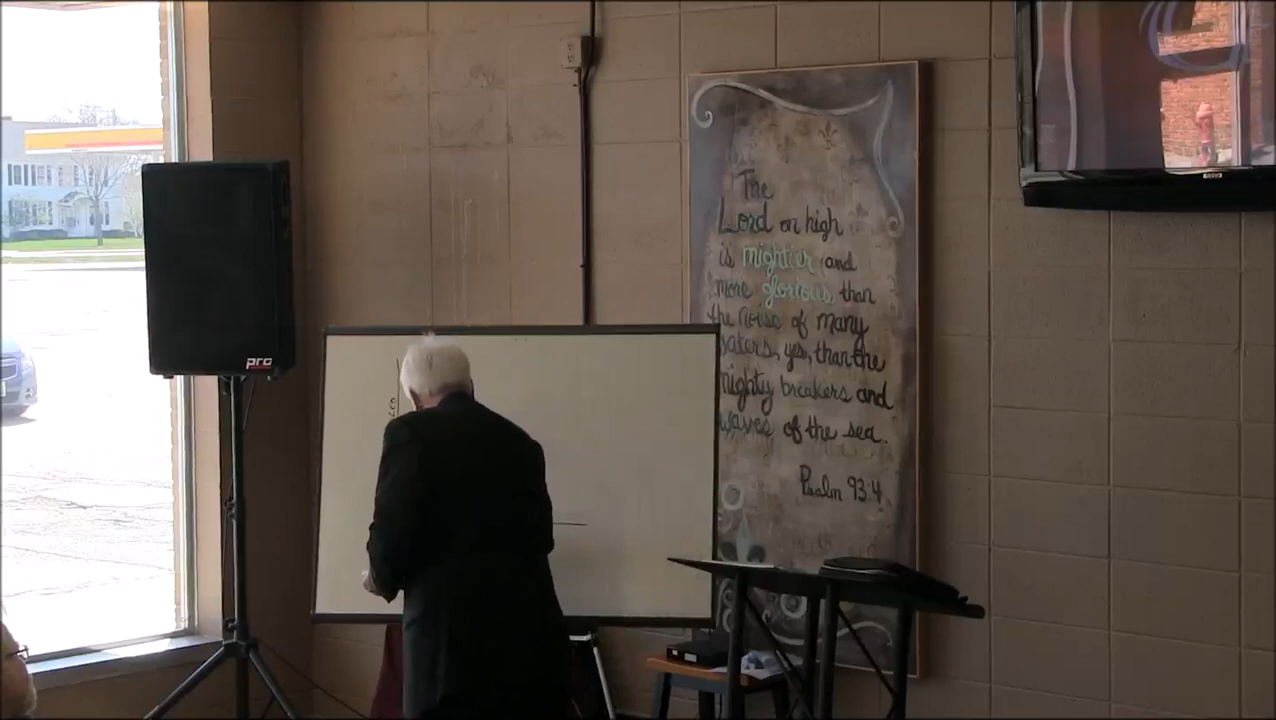 pro
The
Lord on high
is mightier and
more glorious than
the noise of many
waters, yes, than the
mighty breakers and
waves of the sea.
Psalm 93:4